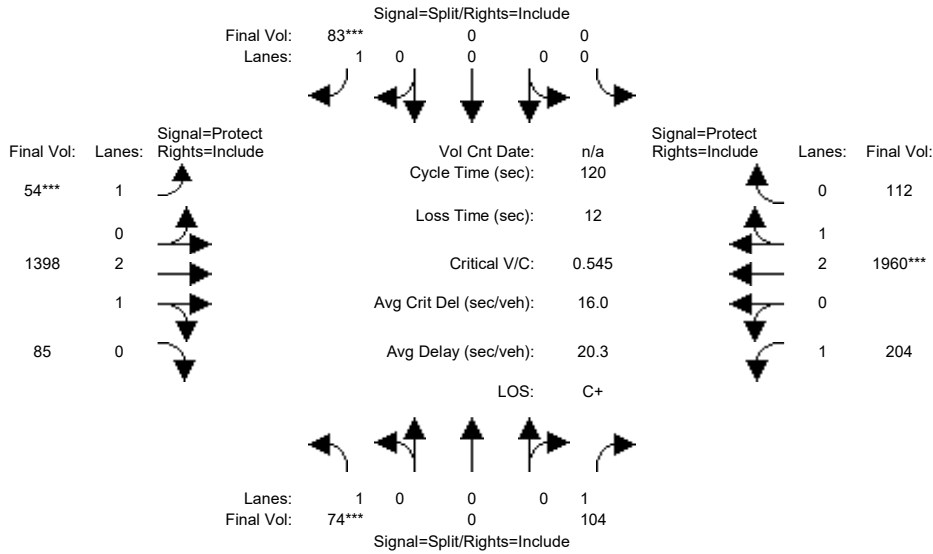 Signal=Split/Rights=Include
Final Vol: 83*** 0 0
Lanes: 1 0 0 0 0
Signal=Protect Signal=Protect
Final Vol: Lanes: Rights=Include Vol Cnt Date: n/a Rights=Include Lanes: Final Vol:
Cycle Time (sec): 120
54*** 1 0 112
Loss Time (sec): 12
0 1
1398 2 Critical V/C: 0.545 2 1960***
1 Avg Crit Del (sec/veh): 16.0 0
85 0 Avg Delay (sec/veh): 20.3 1 204
LOS: C+
Lanes: 1 0 0 0 1
Final Vol: 74*** 0 104
Signal=Split/Rights=Include